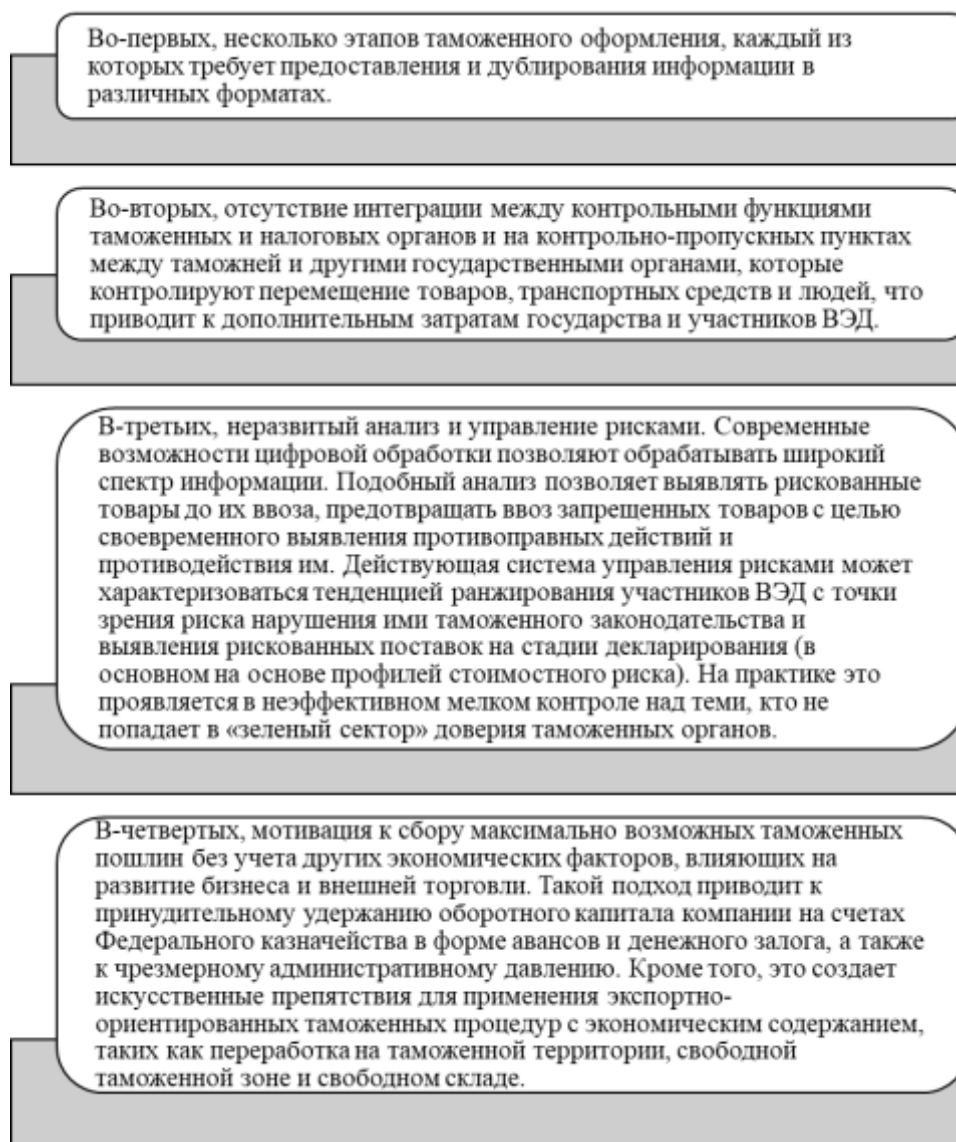 Во-первых, несколько этапов таможенного оформления, каждый из
которых требует предоставления и дублирования информации в
различных форматах.
Во-вторых, отсутствие интеграции между контрольными функциями
таможенных и налоговых органов и на контрольно-пропускных пунктах
между таможней и другими государственными органами, которые
контролируют перемещение товаров, транспортных средств и людей, что
приводит к дополнительным затратам государства и участников ВЭД.
В-третьих, неразвитый анализ и управление рисками. Современные
возможности цифровой обработки позволяют обрабатывать широкий
спектр информации. Подобный анализ позволяет выявлять рискованные
товары до их ввоза, предотвращать ввоз запрещенных товаров с целью
своевременного выявления противоправных действий и
противодействия им. Действующая система управления рисками может
характеризоваться тенденцией ранжирования участников ВЭД с точки
зрения риска нарушения ими таможенного законодательства и
выявления рискованных поставок на стадии декларирования (в
основном на основе профилей стоимостного риска). На практике это
проявляется в неэффективном мелком контроле над теми, кто не
попадает в «зеленый сектор» доверия таможенных органов.
В-четвертых, мотивация к сбору максимально возможных таможенных
пошлин без учета других экономических факторов, влияющих на
развитие бизнеса и внешней торговли. Такой подход приводит к
принудительному удержанию оборотного капитала компании на счетах
Федерального казначейства в форме авансов и денежного залога, а также
к чрезмерному административному давлению. Кроме того, это создает
искусственные препятствия для применения экспортно-
ориентированных таможенных процедур с экономическим содержанием,
таких как переработка на таможенной территории, свободной
таможенной зоне и свободном складе.